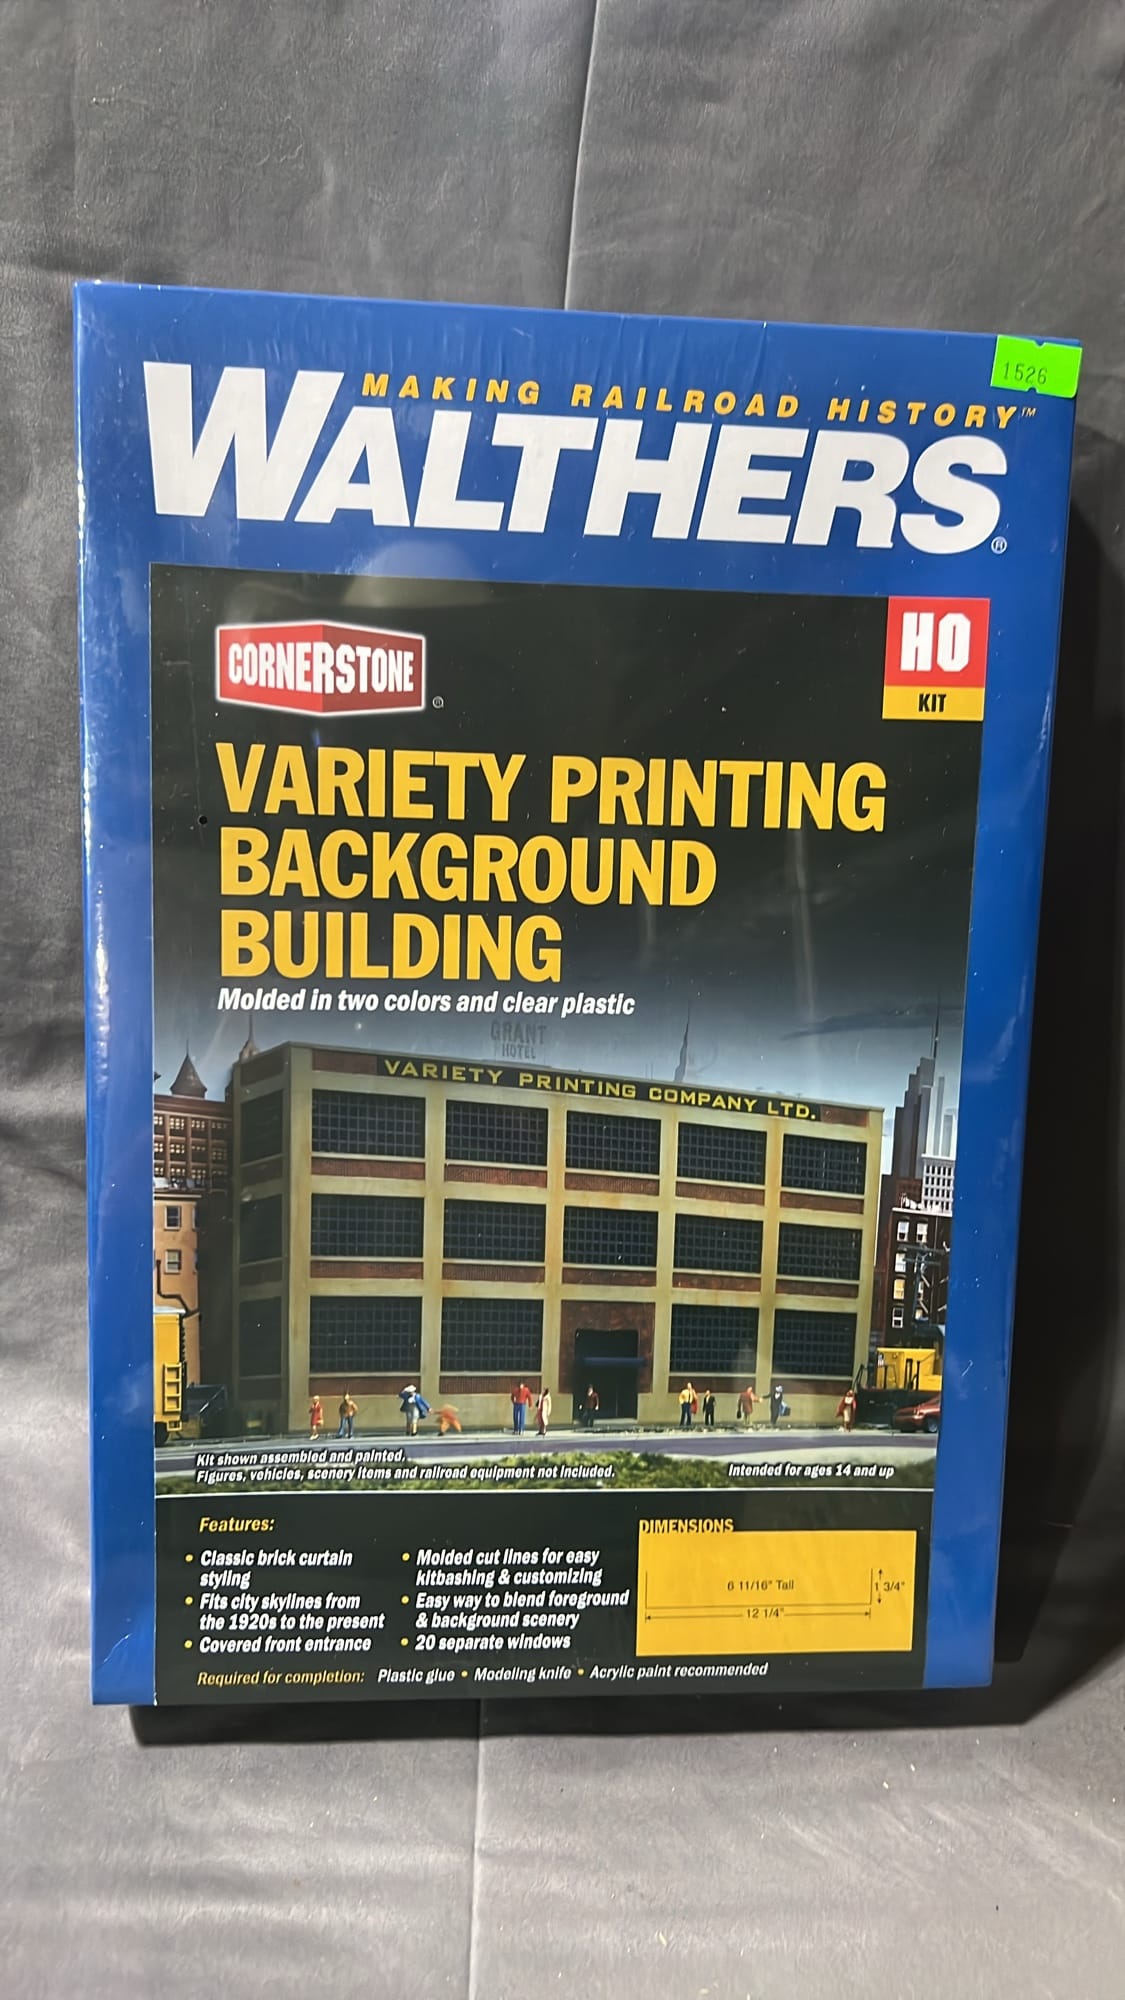 1526
MAKING RAILROAD HISTORY™
WALTHERS®
CORNERSTONE®
HO
KIT
VARIETY PRINTING
BACKGROUND
BUILDING
Molded in two colors and clear plastic
GRANT
HOTEL
VARIETY PRINTING COMPANY LTD.
Kit shown assembled and painted.
Figures, vehicles, scenery items and railroad equipment not included.
Intended for ages 14 and up
Features:
• Classic brick curtain
styling
• Fits city skylines from
the 1920s to the present
• Covered front entrance
• Molded cut lines for easy
kitbashing & customizing
• Easy way to blend foreground
& background scenery
• 20 separate windows
DIMENSIONS
6 11/16" Tall
1 3/4"
12 1/4"
Required for completion: Plastic glue • Modeling knife • Acrylic paint recommended